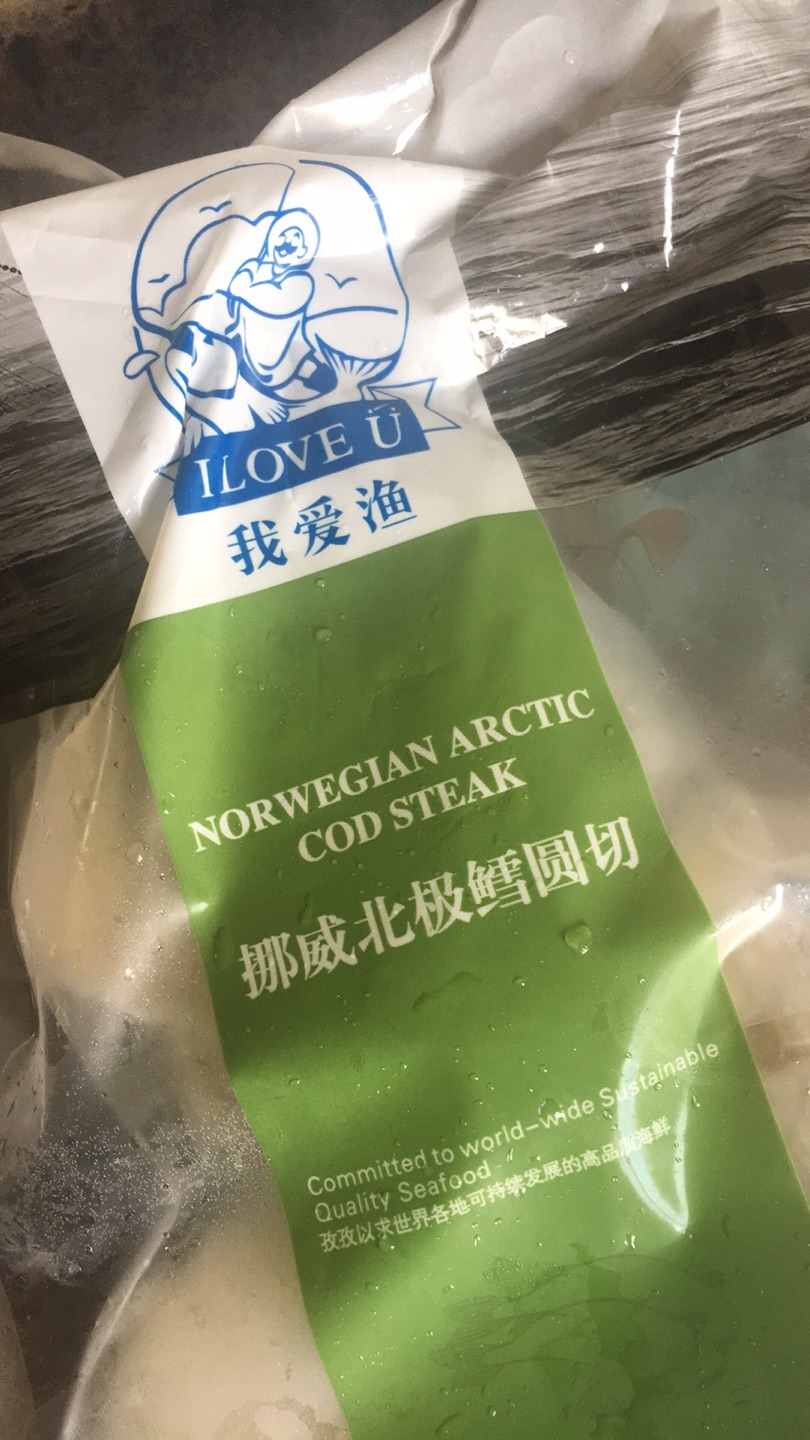 I LOVE Ü
我爱渔
NORWEGIAN ARCTIC
COD STEAK
挪威北极鳕圆切
Committed to world-wide Sustainable
Quality Seafood
孜孜以求世界各地可持续发展的高品质海鲜